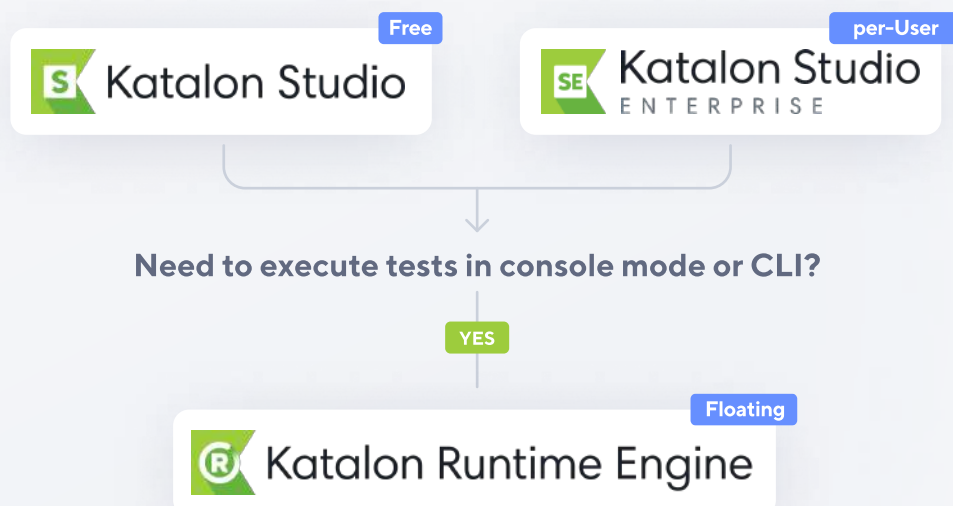 Free
per-User
S Katalon Studio
SE Katalon Studio
ENTERPRISE
Need to execute tests in console mode or CLI?
YES
Floating
R Katalon Runtime Engine